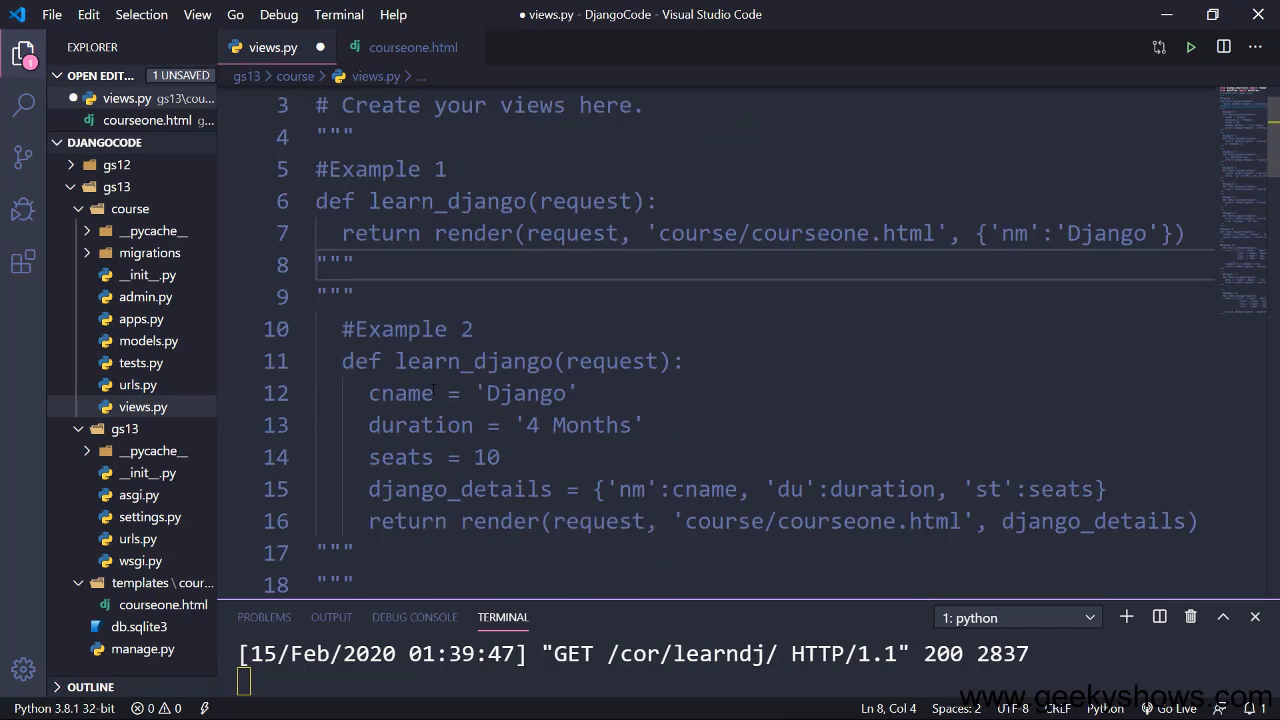 File Edit Selection View Go Debug Terminal Help
● views.py - DjangoCode - Visual Studio Code
EXPLORER
views.py
courseone.html
OPEN EDIT... 1 UNSAVED
views.py gs13\cou...
courseone.html g...
gs13 > course > views.py > ...
DJANGOCODE
gs12
gs13
course
__pycache__
migrations
__init__.py
admin.py
apps.py
models.py
tests.py
urls.py
views.py
gs13
__pycache__
__init__.py
asgi.py
settings.py
urls.py
wsgi.py
templates \ cour...
courseone.html
db.sqlite3
manage.py
OUTLINE
3 # Create your views here.
4 """
5 #Example 1
6 def learn_django(request):
7 return render(request, 'course/courseone.html', {'nm':'Django'})
8 """
9 """
10 #Example 2
11 def learn_django(request):
12 cname = 'Django'
13 duration = '4 Months'
14 seats = 10
15 django_details = {'nm':cname, 'du':duration, 'st':seats}
16 return render(request, 'course/courseone.html', django_details)
17 """
18 """
PROBLEMS OUTPUT DEBUG CONSOLE TERMINAL 1: python
[15/Feb/2020 01:39:47] "GET /cor/learndj/ HTTP/1.1" 200 2837
www.geekyshows.com
Python 3.8.1 32-bit 0 0 Ln 8, Col 4 Spaces: 2 UTF-8 CRLF Python Go Live 1